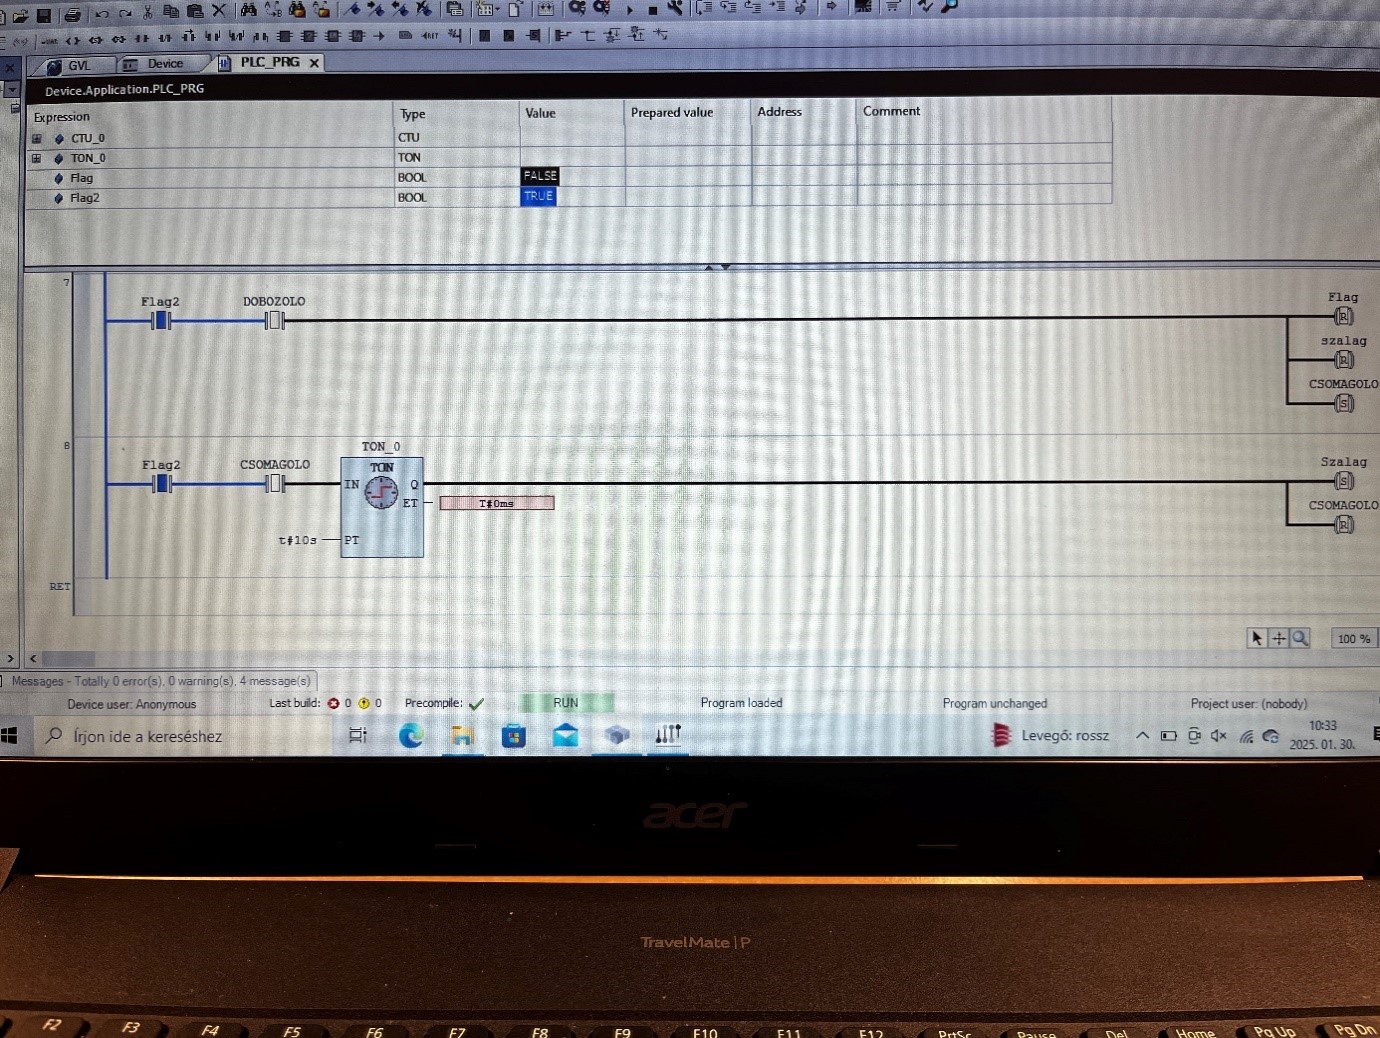 GVL Device PLC_PRG X
Device.Application.PLC_PRG
Expression Type Value Prepared value Address Comment
CTU_0 CTU
TON_0 TON
Flag BOOL FALSE
Flag2 BOOL TRUE
7
Flag2 DOBOZOLO Flag
R
szalag
R
CSOMAGOLO
S
8
TON_0
Flag2 CSOMAGOLO TON Szalag
IN Q S
ET T#0ms CSOMAGOLO
R
t#10s PT
RET
100 %
Messages - Totally 0 error(s), 0 warning(s), 4 message(s)
Device user: Anonymous Last build: 0 0 Precompile: RUN Program loaded Program unchanged Project user: (nobody)
Írjon ide a kereséshez Levegő: rossz 10:33
2025. 01. 30.
acer
TravelMate|P
F2 F3 F4 F5 F6 F7 F8 F9 F10 F11 F12 PrtSc Pause Del Home Pg Up Pg Dn